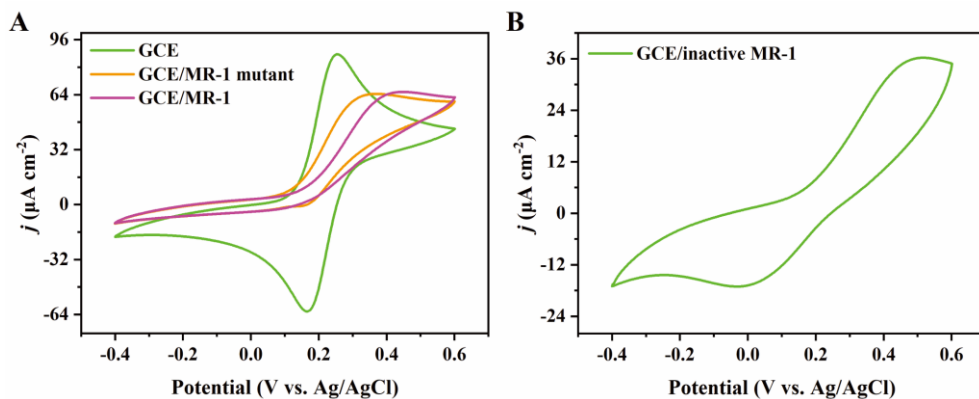 A
GCE
GCE/MR-1 mutant
GCE/MR-1
j (μA cm⁻²)
96
64
32
0
-32
-64
-0.4 -0.2 0.0 0.2 0.4 0.6
Potential (V vs. Ag/AgCl)
B
GCE/inactive MR-1
j (μA cm⁻²)
36
24
12
0
-12
-24
-0.4 -0.2 0.0 0.2 0.4 0.6
Potential (V vs. Ag/AgCl)